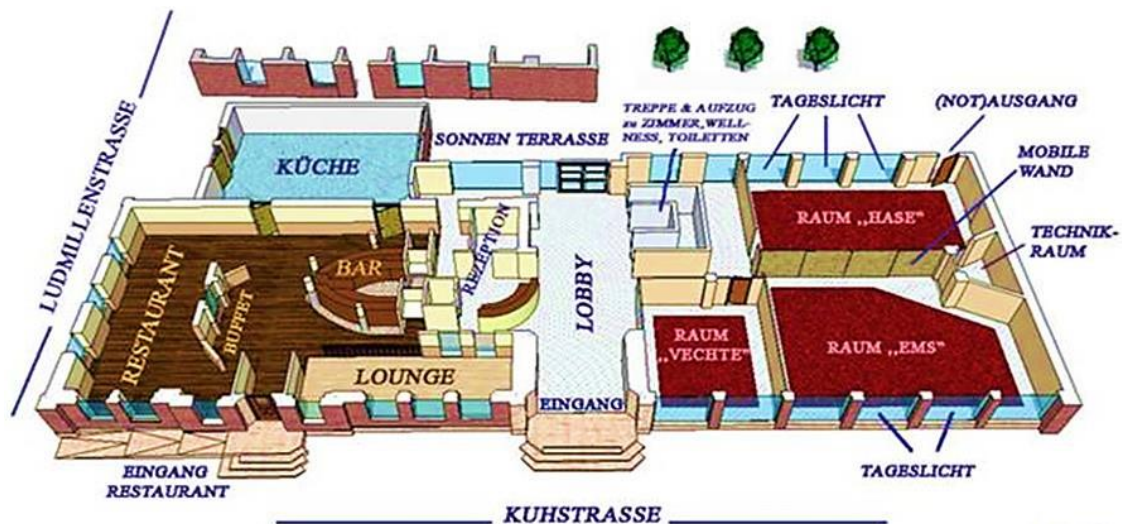 LUDMILLENSTRASSE
KÜCHE
SONNEN TERRASSE
TREPPE & AUFZUG
zu ZIMMER, WELL-
NESS, TOILETTEN
TAGESLICHT
(NOT)AUSGANG
MOBILE
WAND
TECHNIK-
RAUM
RAUM „HASE"
RESTAURANT
BUFFET
BAR
REZEPTION
LOBBY
RAUM
„VECHTE"
RAUM „EMS"
LOUNGE
EINGANG
EINGANG
RESTAURANT
TAGESLICHT
KUHSTRASSE